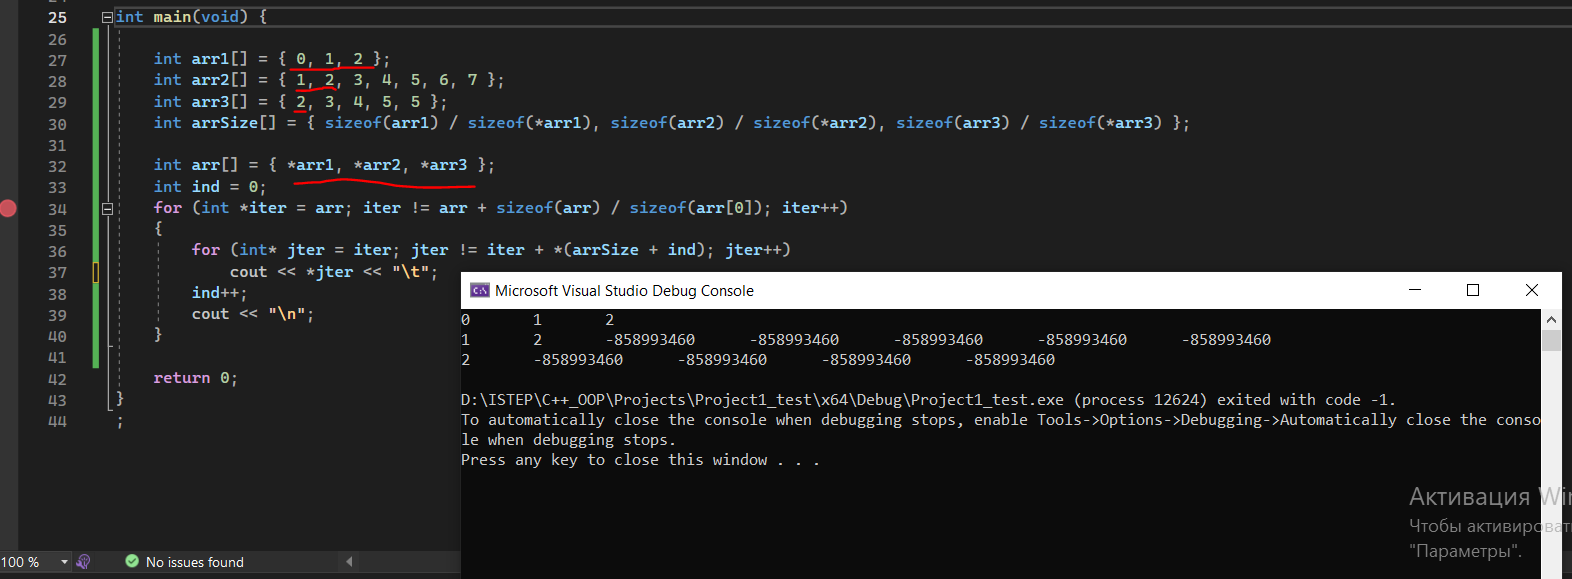 25 int main(void) {
26
27 int arr1[] = { 0, 1, 2 };
28 int arr2[] = { 1, 2, 3, 4, 5, 6, 7 };
29 int arr3[] = { 2, 3, 4, 5, 5 };
30 int arrSize[] = { sizeof(arr1) / sizeof(*arr1), sizeof(arr2) / sizeof(*arr2), sizeof(arr3) / sizeof(*arr3) };
31
32 int arr[] = { *arr1, *arr2, *arr3 };
33 int ind = 0;
34 for (int *iter = arr; iter != arr + sizeof(arr) / sizeof(arr[0]); iter++)
35 {
36 for (int* jter = iter; jter != iter + *(arrSize + ind); jter++)
37 cout << *jter << "\t";
38 ind++;
39 cout << "\n";
40 }
41
42 return 0;
43 }
44 ;
Microsoft Visual Studio Debug Console
0 1 2
1 2 -858993460 -858993460 -858993460 -858993460 -858993460
2 -858993460 -858993460 -858993460 -858993460
D:\ISTEP\C++_OOP\Projects\Project1_test\x64\Debug\Project1_test.exe (process 12624) exited with code -1.
To automatically close the console when debugging stops, enable Tools->Options->Debugging->Automatically close the conso
le when debugging stops.
Press any key to close this window . . .
Активация Win
Чтобы активироват
"Параметры".
100 % No issues found